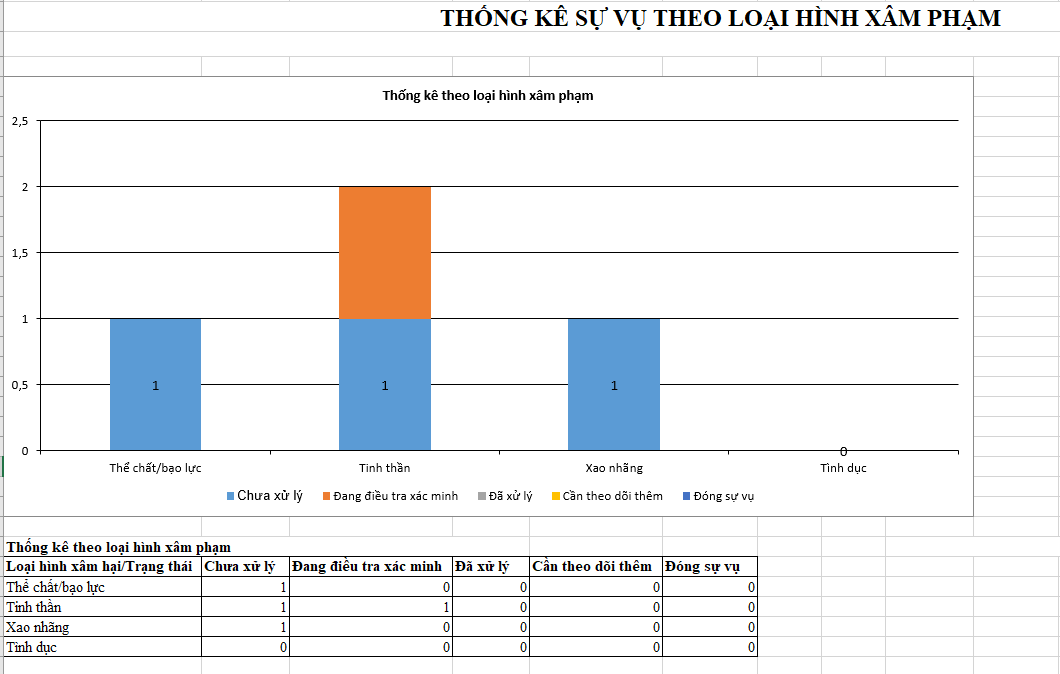 THỐNG KÊ SỰ VỤ THEO LOẠI HÌNH XÂM PHẠM
Thống kê theo loại hình xâm phạm
2,5
2
1,5
1
0,5
0
1
1
1
0
Thể chất/bạo lực Tinh thần Xao nhãng Tình dục
Chưa xử lý Đang điều tra xác minh Đã xử lý Cần theo dõi thêm Đóng sự vụ
Thống kê theo loại hình xâm phạm
Loại hình xâm hại/Trạng thái Chưa xử lý Đang điều tra xác minh Đã xử lý Cần theo dõi thêm Đóng sự vụ
Thể chất/bạo lực 1 0 0 0 0
Tinh thần 1 1 0 0 0
Xao nhãng 1 0 0 0 0
Tình dục 0 0 0 0 0